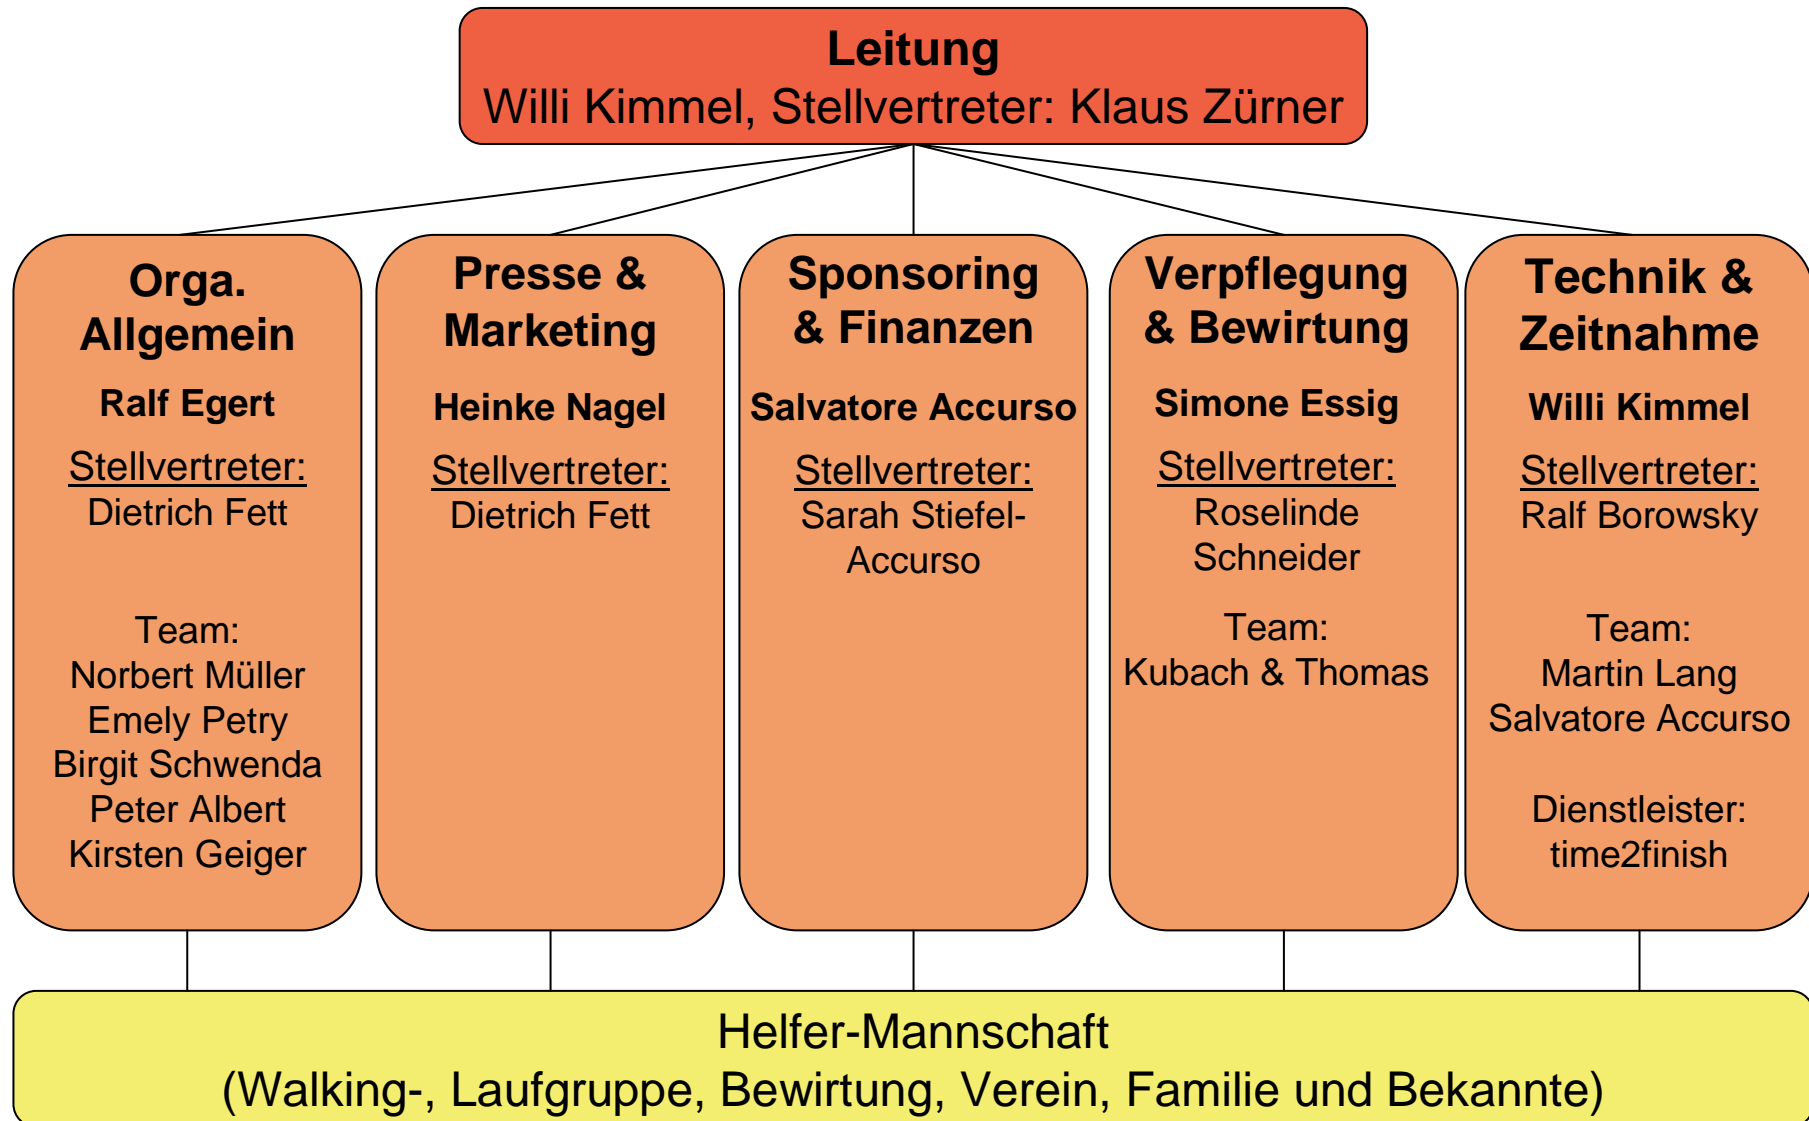 Leitung
Willi Kimmel, Stellvertreter: Klaus Zürner
Orga.
Allgemein
Ralf Egert
Stellvertreter:
Dietrich Fett
Team:
Norbert Müller
Emely Petry
Birgit Schwenda
Peter Albert
Kirsten Geiger
Presse &
Marketing
Heinke Nagel
Stellvertreter:
Dietrich Fett
Sponsoring
& Finanzen
Salvatore Accurso
Stellvertreter:
Sarah Stiefel-
Accurso
Verpflegung
& Bewirtung
Simone Essig
Stellvertreter:
Roselinde
Schneider
Team:
Kubach & Thomas
Technik &
Zeitnahme
Willi Kimmel
Stellvertreter:
Ralf Borowsky
Team:
Martin Lang
Salvatore Accurso
Dienstleister:
time2finish
Helfer-Mannschaft
(Walking-, Laufgruppe, Bewirtung, Verein, Familie und Bekannte)